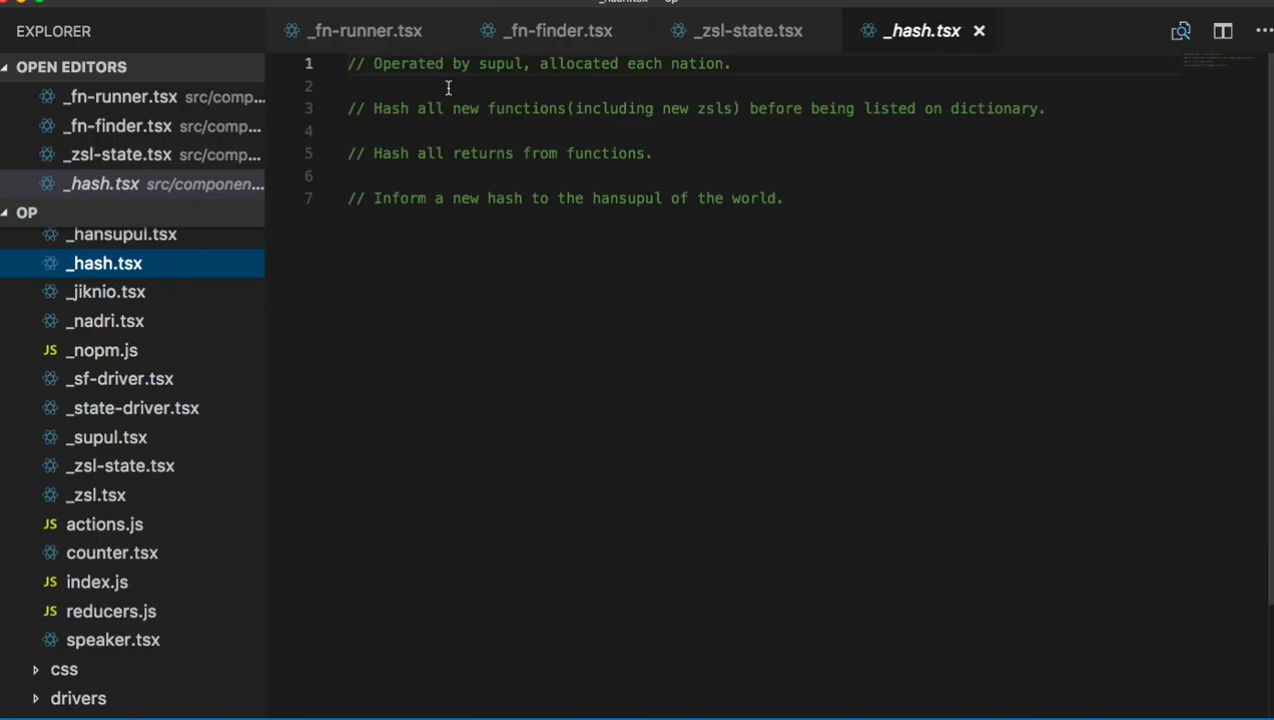 EXPLORER
_fn-runner.tsx
_fn-finder.tsx
_zsl-state.tsx
_hash.tsx
OPEN EDITORS
_fn-runner.tsx src/comp...
_fn-finder.tsx src/comp...
_zsl-state.tsx src/comp...
_hash.tsx src/componen...
OP
_hansupul.tsx
_hash.tsx
_jiknio.tsx
_nadri.tsx
JS _nopm.js
_sf-driver.tsx
_state-driver.tsx
_supul.tsx
_zsl-state.tsx
_zsl.tsx
JS actions.js
counter.tsx
JS index.js
JS reducers.js
speaker.tsx
css
drivers
1 // Operated by supul, allocated each nation.
2
3 // Hash all new functions(including new zsls) before being listed on dictionary.
4
5 // Hash all returns from functions.
6
7 // Inform a new hash to the hansupul of the world.